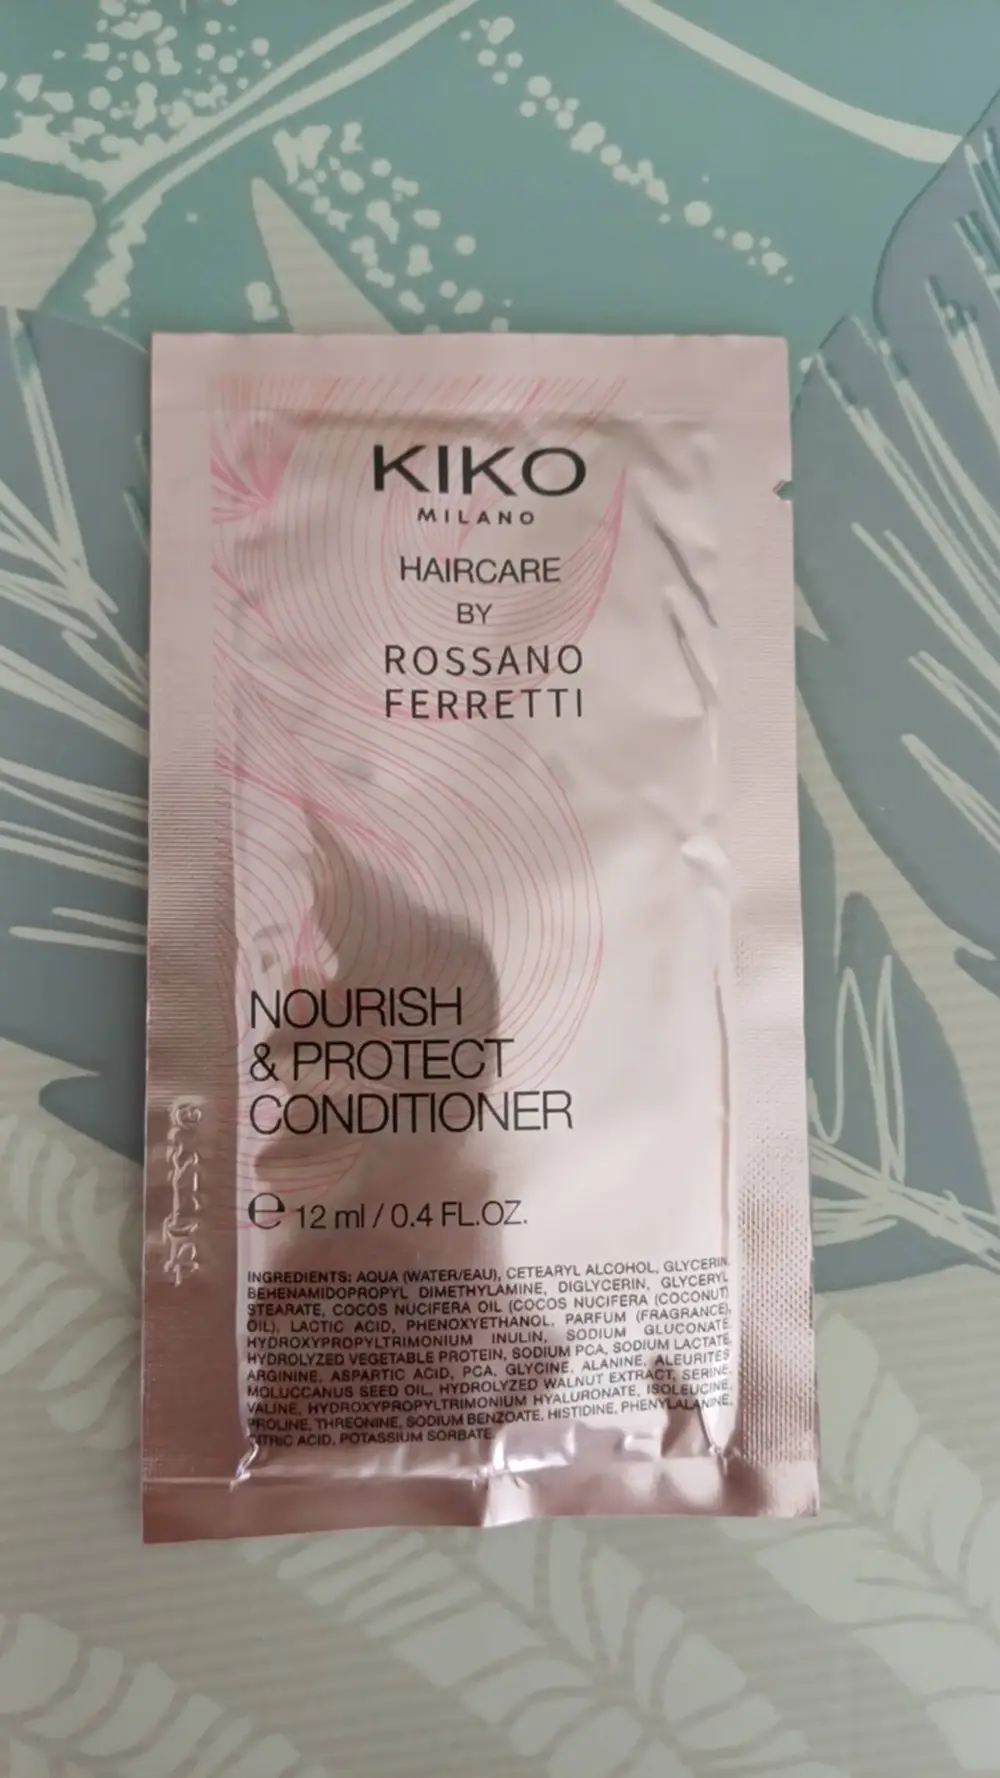 KIKO
MILANO
HAIRCARE
BY
ROSSANO
FERRETTI
NOURISH
& PROTECT
CONDITIONER
℮ 12 ml / 0.4 FL.OZ.
INGREDIENTS: AQUA (WATER/EAU), CETEARYL ALCOHOL, GLYCERIN,
BEHENAMIDOPROPYL DIMETHYLAMINE, DIGLYCERIN, GLYCERYL
STEARATE, COCOS NUCIFERA OIL (COCOS NUCIFERA (COCONUT)
OIL), LACTIC ACID, PHENOXYETHANOL, PARFUM (FRAGRANCE),
HYDROXYPROPYLTRIMONIUM INULIN, SODIUM GLUCONATE,
HYDROLYZED VEGETABLE PROTEIN, SODIUM PCA, SODIUM LACTATE,
ARGININE, ASPARTIC ACID, PCA, GLYCINE, ALANINE, ALEURITES
MOLUCCANUS SEED OIL, HYDROLYZED WALNUT EXTRACT, SERINE,
VALINE, HYDROXYPROPYLTRIMONIUM HYALURONATE, ISOLEUCINE,
PROLINE, THREONINE, SODIUM BENZOATE, HISTIDINE, PHENYLALANINE,
CITRIC ACID, POTASSIUM SORBATE.